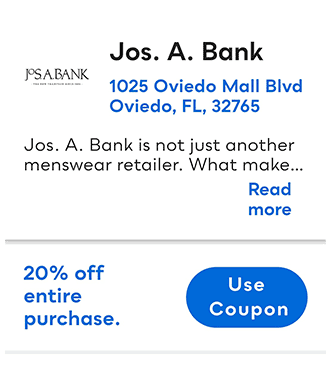 Jos. A. Bank
JOS. A. BANK
1025 Oviedo Mall Blvd
Oviedo, FL, 32765
Jos. A. Bank is not just another
menswear retailer. What make...
Read
more
20% off
entire
purchase.
Use
Coupon